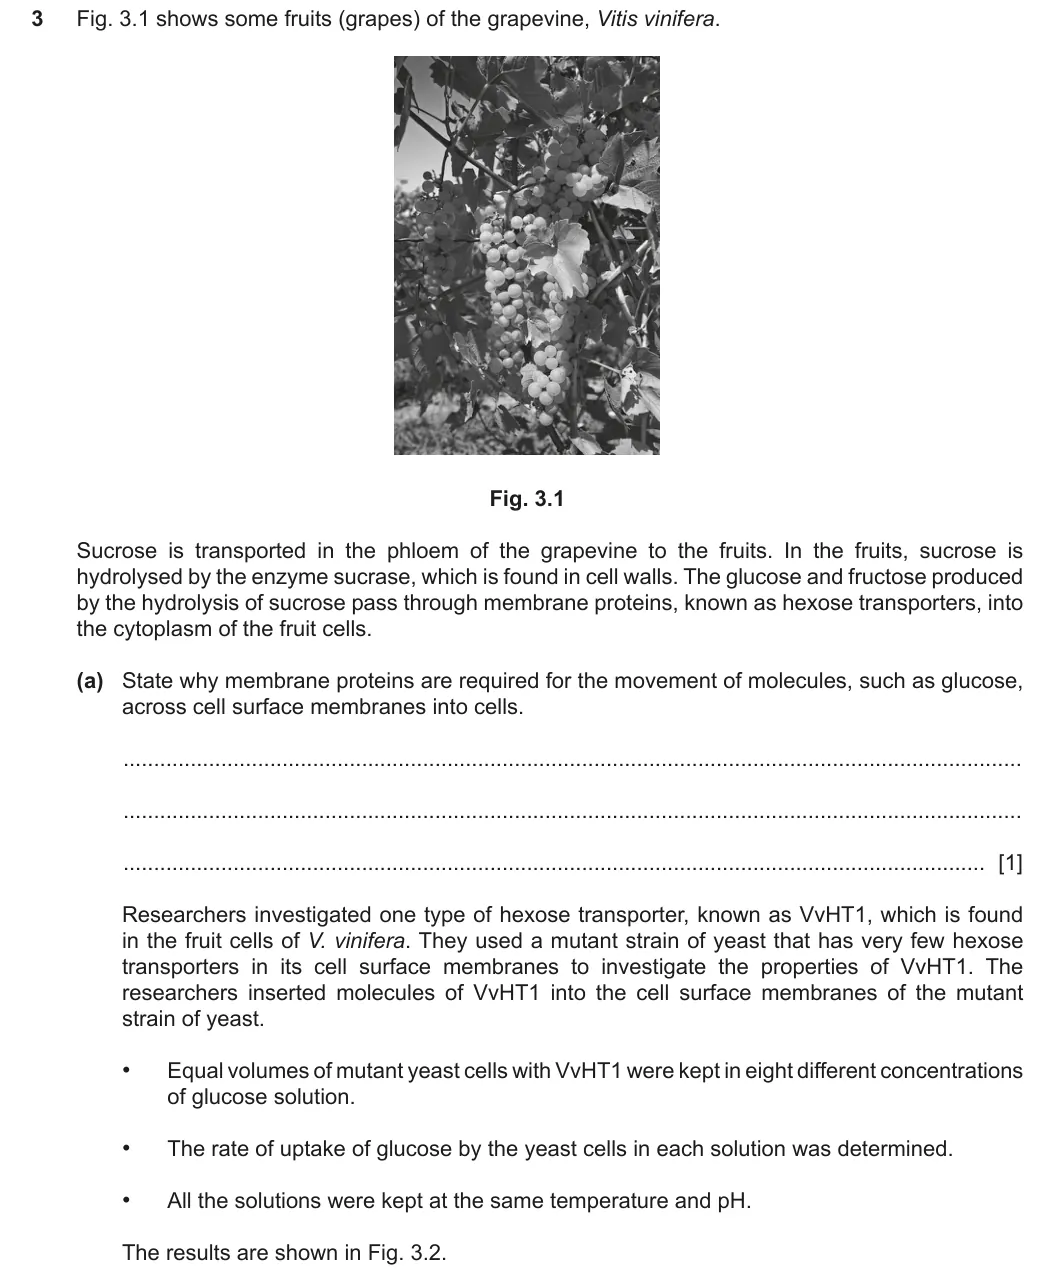 3 Fig. 3.1 shows some fruits (grapes) of the grapevine, Vitis vinifera.
Fig. 3.1
Sucrose is transported in the phloem of the grapevine to the fruits. In the fruits, sucrose is
hydrolysed by the enzyme sucrase, which is found in cell walls. The glucose and fructose produced
by the hydrolysis of sucrose pass through membrane proteins, known as hexose transporters, into
the cytoplasm of the fruit cells.
(a) State why membrane proteins are required for the movement of molecules, such as glucose,
across cell surface membranes into cells.
[1]
Researchers investigated one type of hexose transporter, known as VvHT1, which is found
in the fruit cells of V. vinifera. They used a mutant strain of yeast that has very few hexose
transporters in its cell surface membranes to investigate the properties of VvHT1. The
researchers inserted molecules of VvHT1 into the cell surface membranes of the mutant
strain of yeast.
• Equal volumes of mutant yeast cells with VvHT1 were kept in eight different concentrations
of glucose solution.
• The rate of uptake of glucose by the yeast cells in each solution was determined.
• All the solutions were kept at the same temperature and pH.
The results are shown in Fig. 3.2.